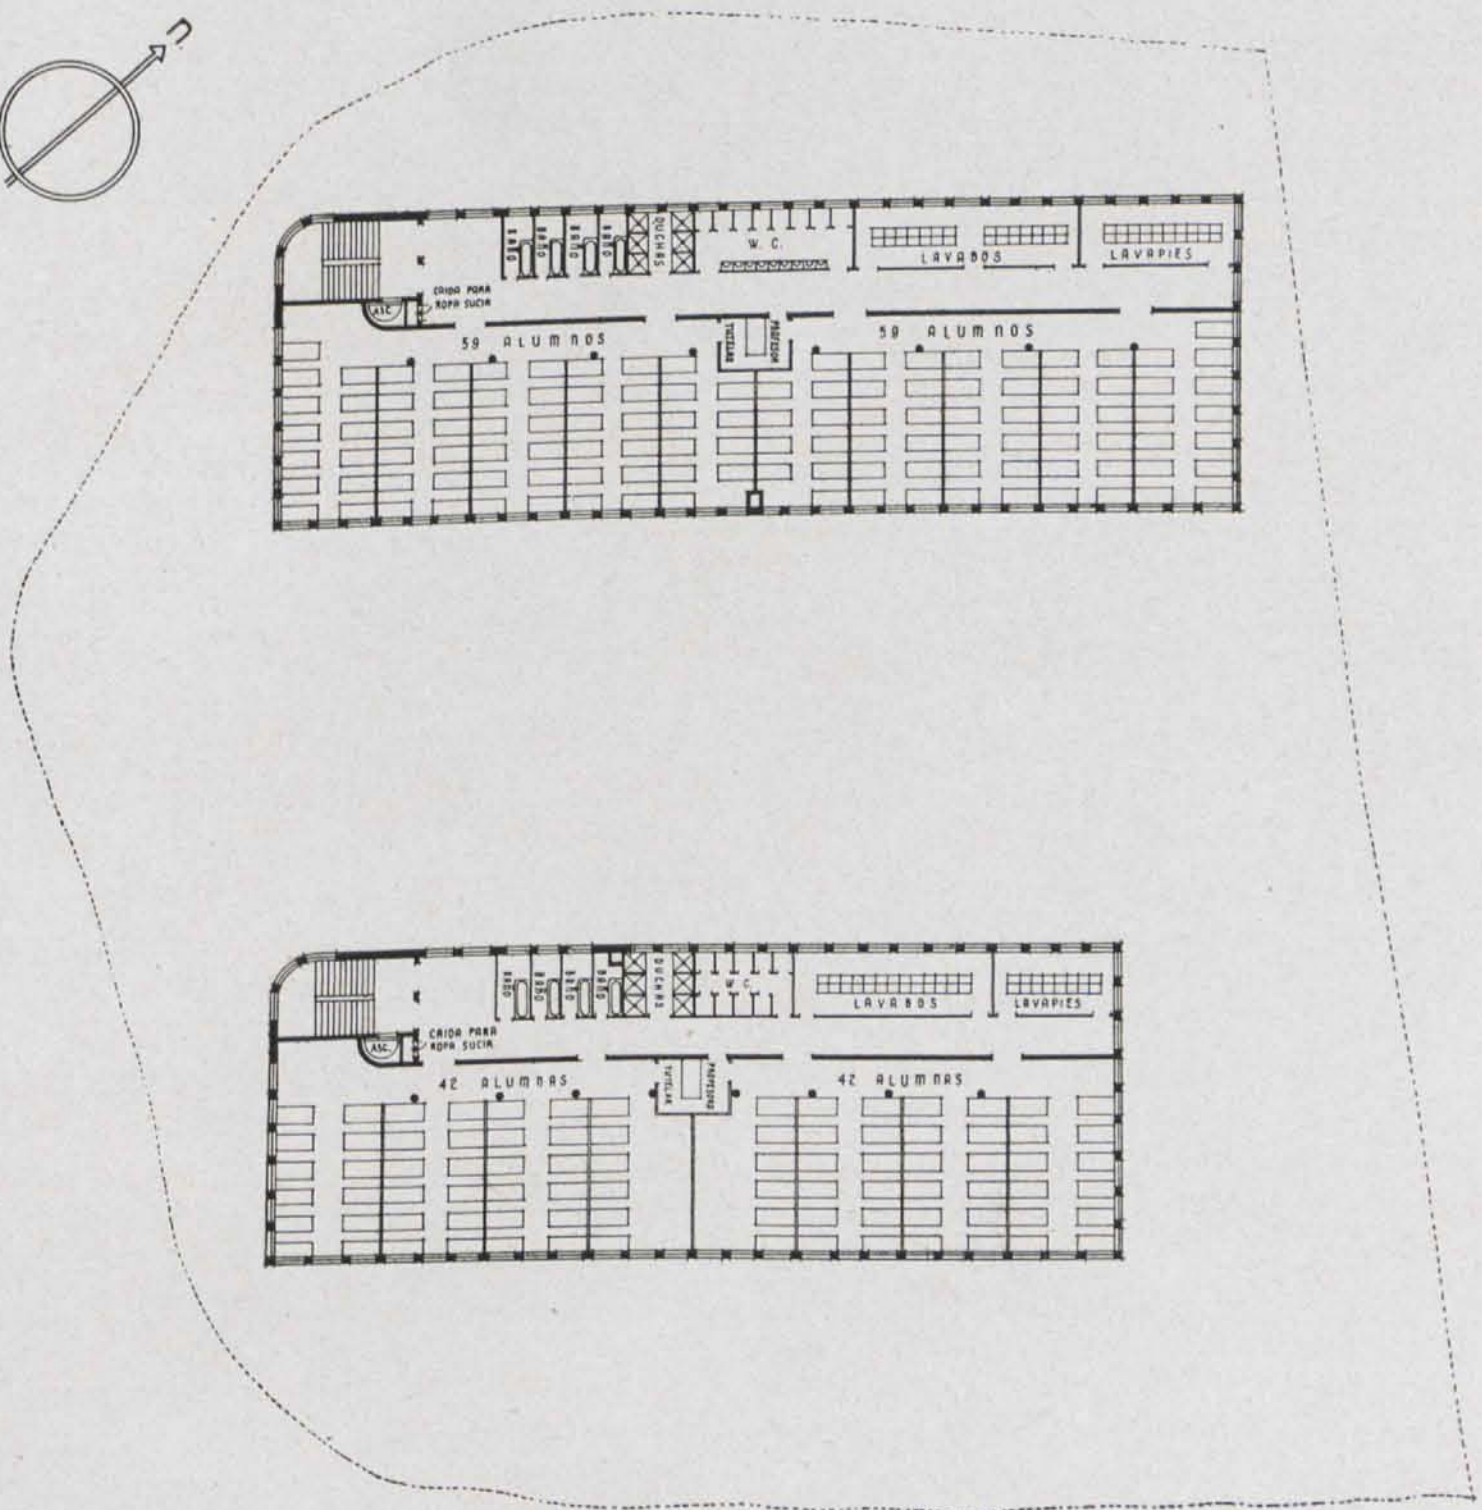 n
BAÑO
BAÑO
BAÑO
BAÑO
DUCHAS
W. C.
LAVABOS
LAVAPIES
CAIDA PARA
ROPA SUCIA
ASC.
59 ALUMNOS
TUTELAR
PROFESOR
59 ALUMNOS
BAÑO
BAÑO
BAÑO
BAÑO
DUCHAS
W. C.
LAVABOS
LAVAPIES
CAIDA PARA
ROPA SUCIA
ASC.
42 ALUMNAS
TUTELAR
PROFESORA
42 ALUMNAS